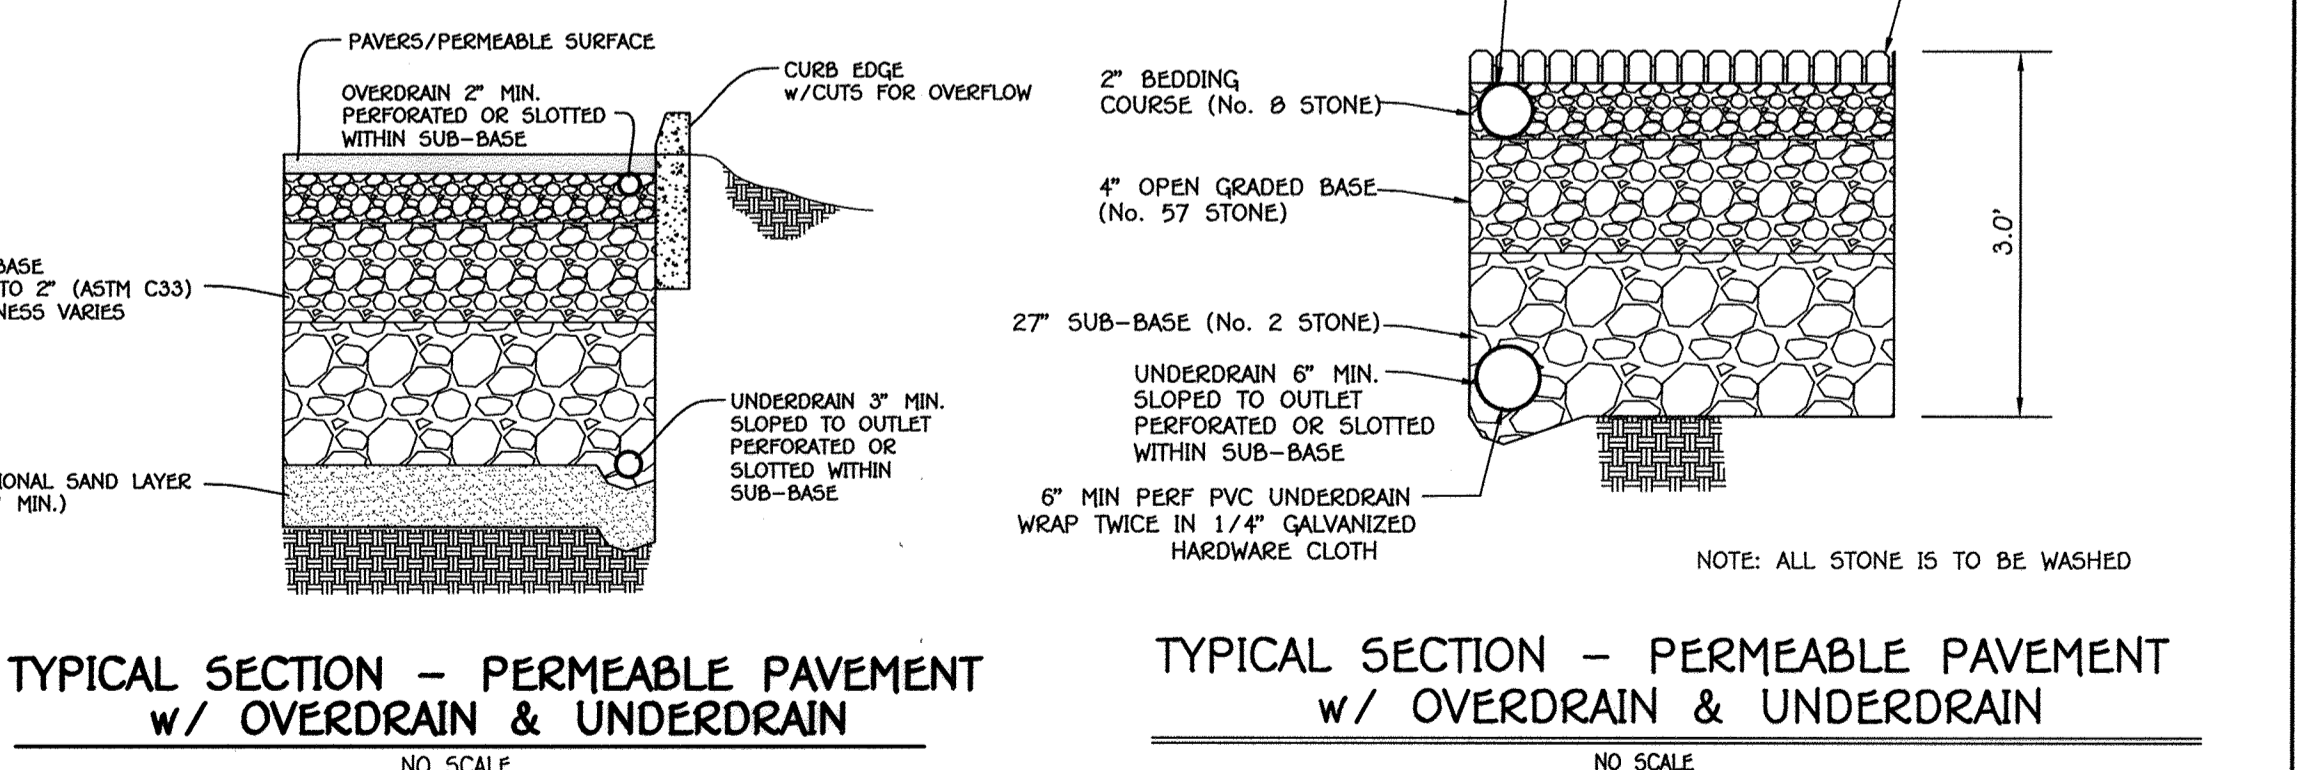 PAVERS/PERMEABLE SURFACE
OVERDRAIN 2" MIN.
PERFORATED OR SLOTTED
WITHIN SUB-BASE
CURB EDGE
w/CUTS FOR OVERFLOW
BASE
TO 2" (ASTM C33)
NESS VARIES
UNDERDRAIN 3" MIN.
SLOPED TO OUTLET
PERFORATED OR
SLOTTED WITHIN
SUB-BASE
IONAL SAND LAYER
MIN.)
TYPICAL SECTION - PERMEABLE PAVEMENT
w/ OVERDRAIN & UNDERDRAIN
NO SCALE
2" BEDDING
COURSE (No. 8 STONE)
4" OPEN GRADED BASE
(No. 57 STONE)
27" SUB-BASE (No. 2 STONE)
UNDERDRAIN 6" MIN.
SLOPED TO OUTLET
PERFORATED OR SLOTTED
WITHIN SUB-BASE
6" MIN PERF PVC UNDERDRAIN
WRAP TWICE IN 1/4" GALVANIZED
HARDWARE CLOTH
3.0'
NOTE: ALL STONE IS TO BE WASHED
TYPICAL SECTION - PERMEABLE PAVEMENT
w/ OVERDRAIN & UNDERDRAIN
NO SCALE